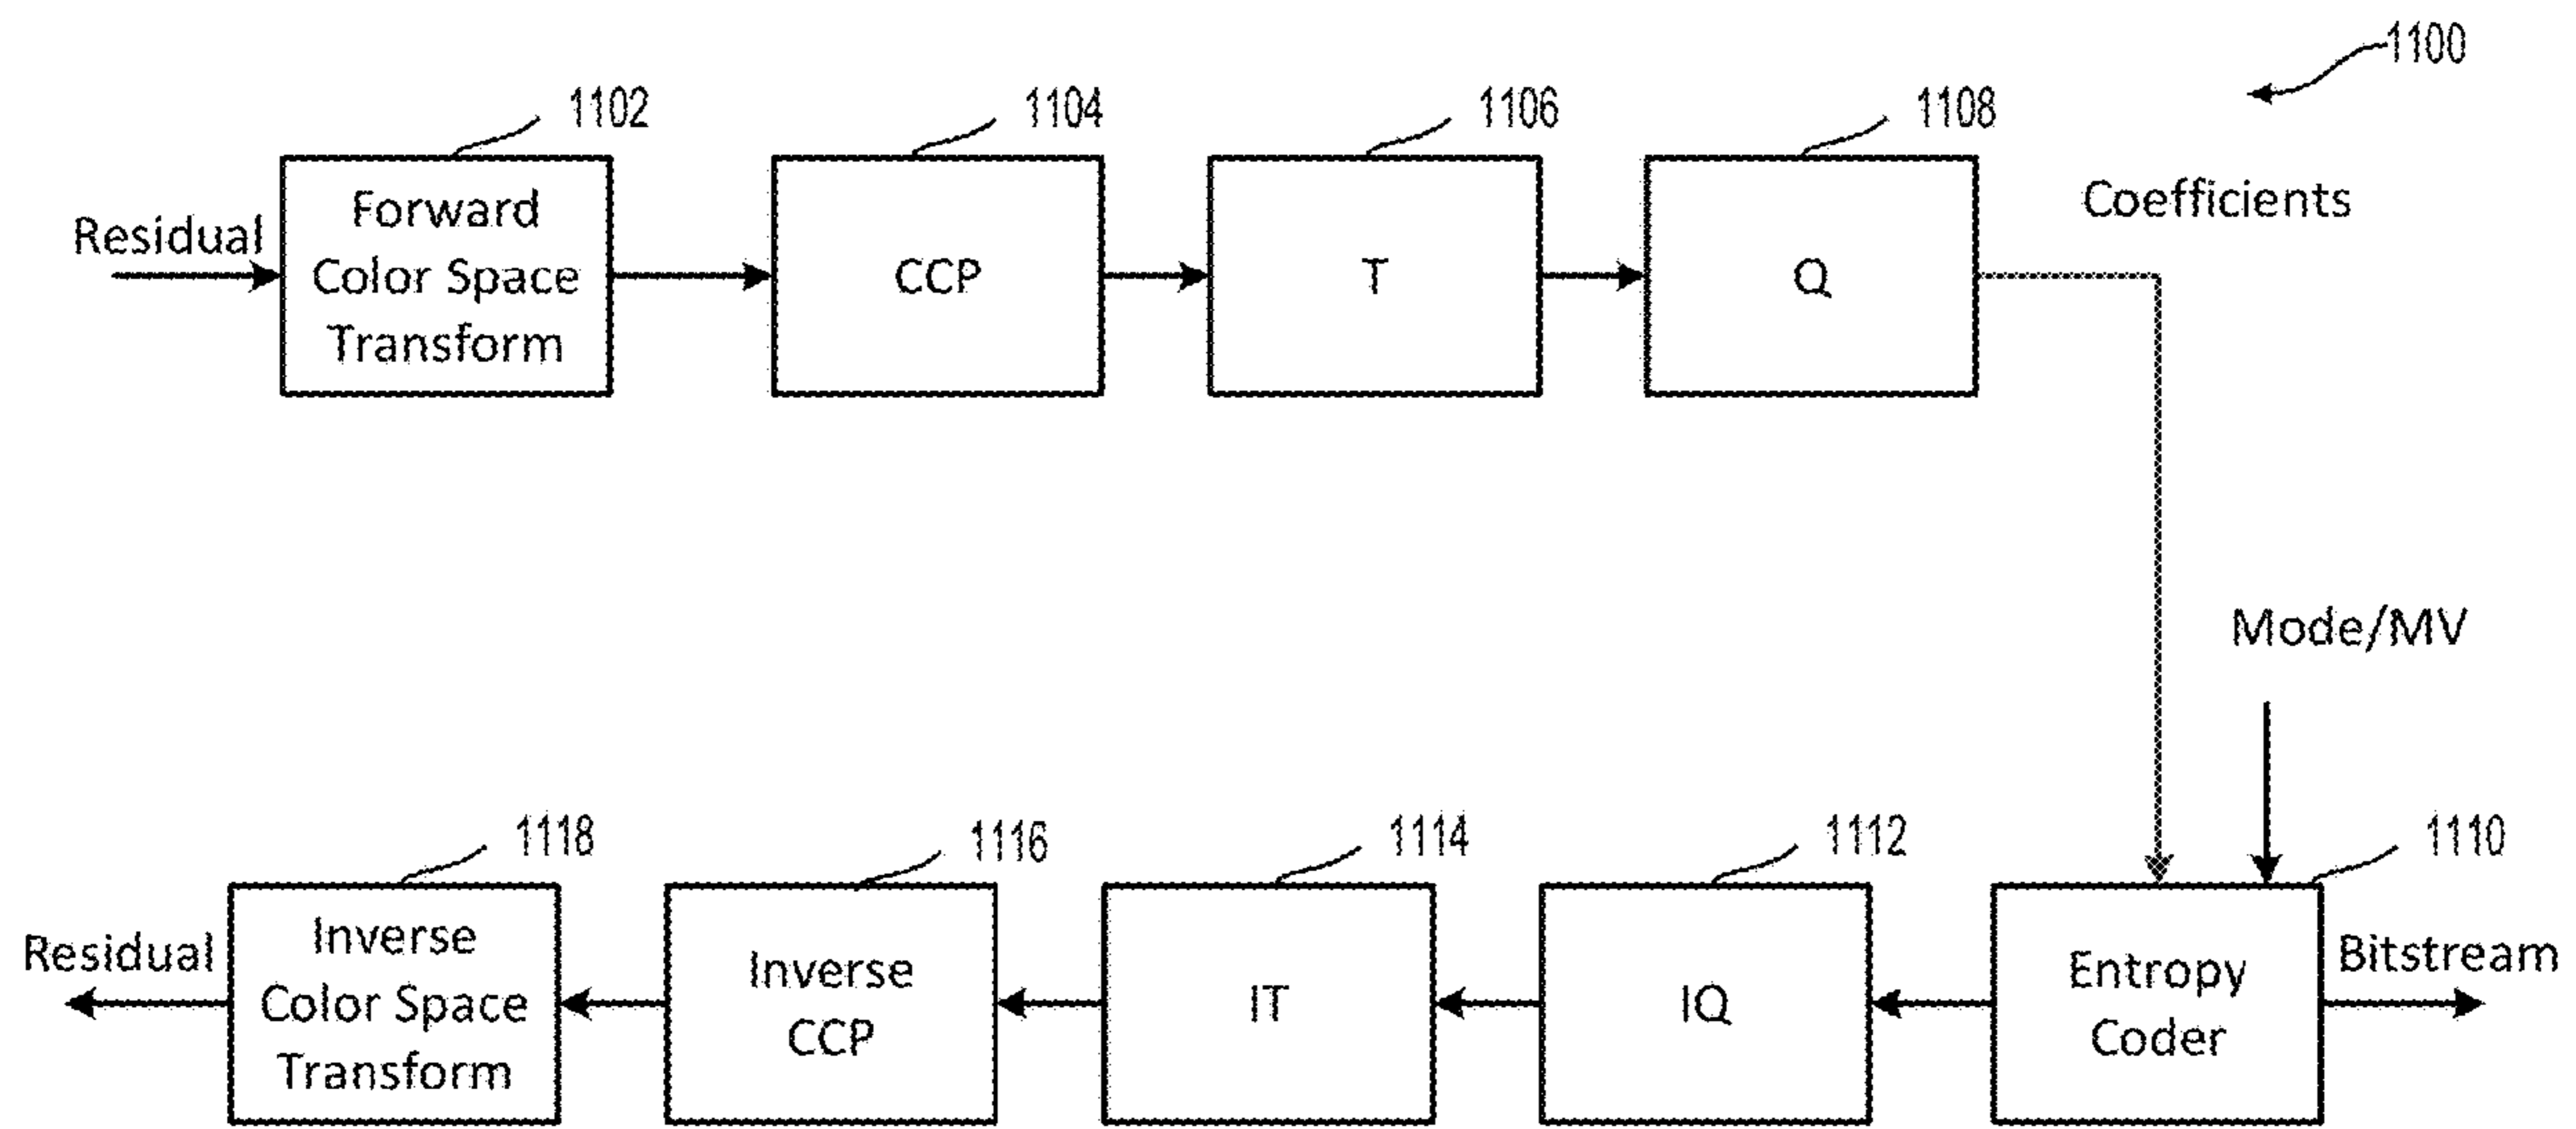 1100
1102
1104
1106
1108
Residual
Forward
Color Space
Transform
CCP
T
Q
Coefficients
Mode/MV
1118
1116
1114
1112
1110
Residual
Inverse
Color Space
Transform
Inverse
CCP
IT
IQ
Entropy
Coder
Bitstream